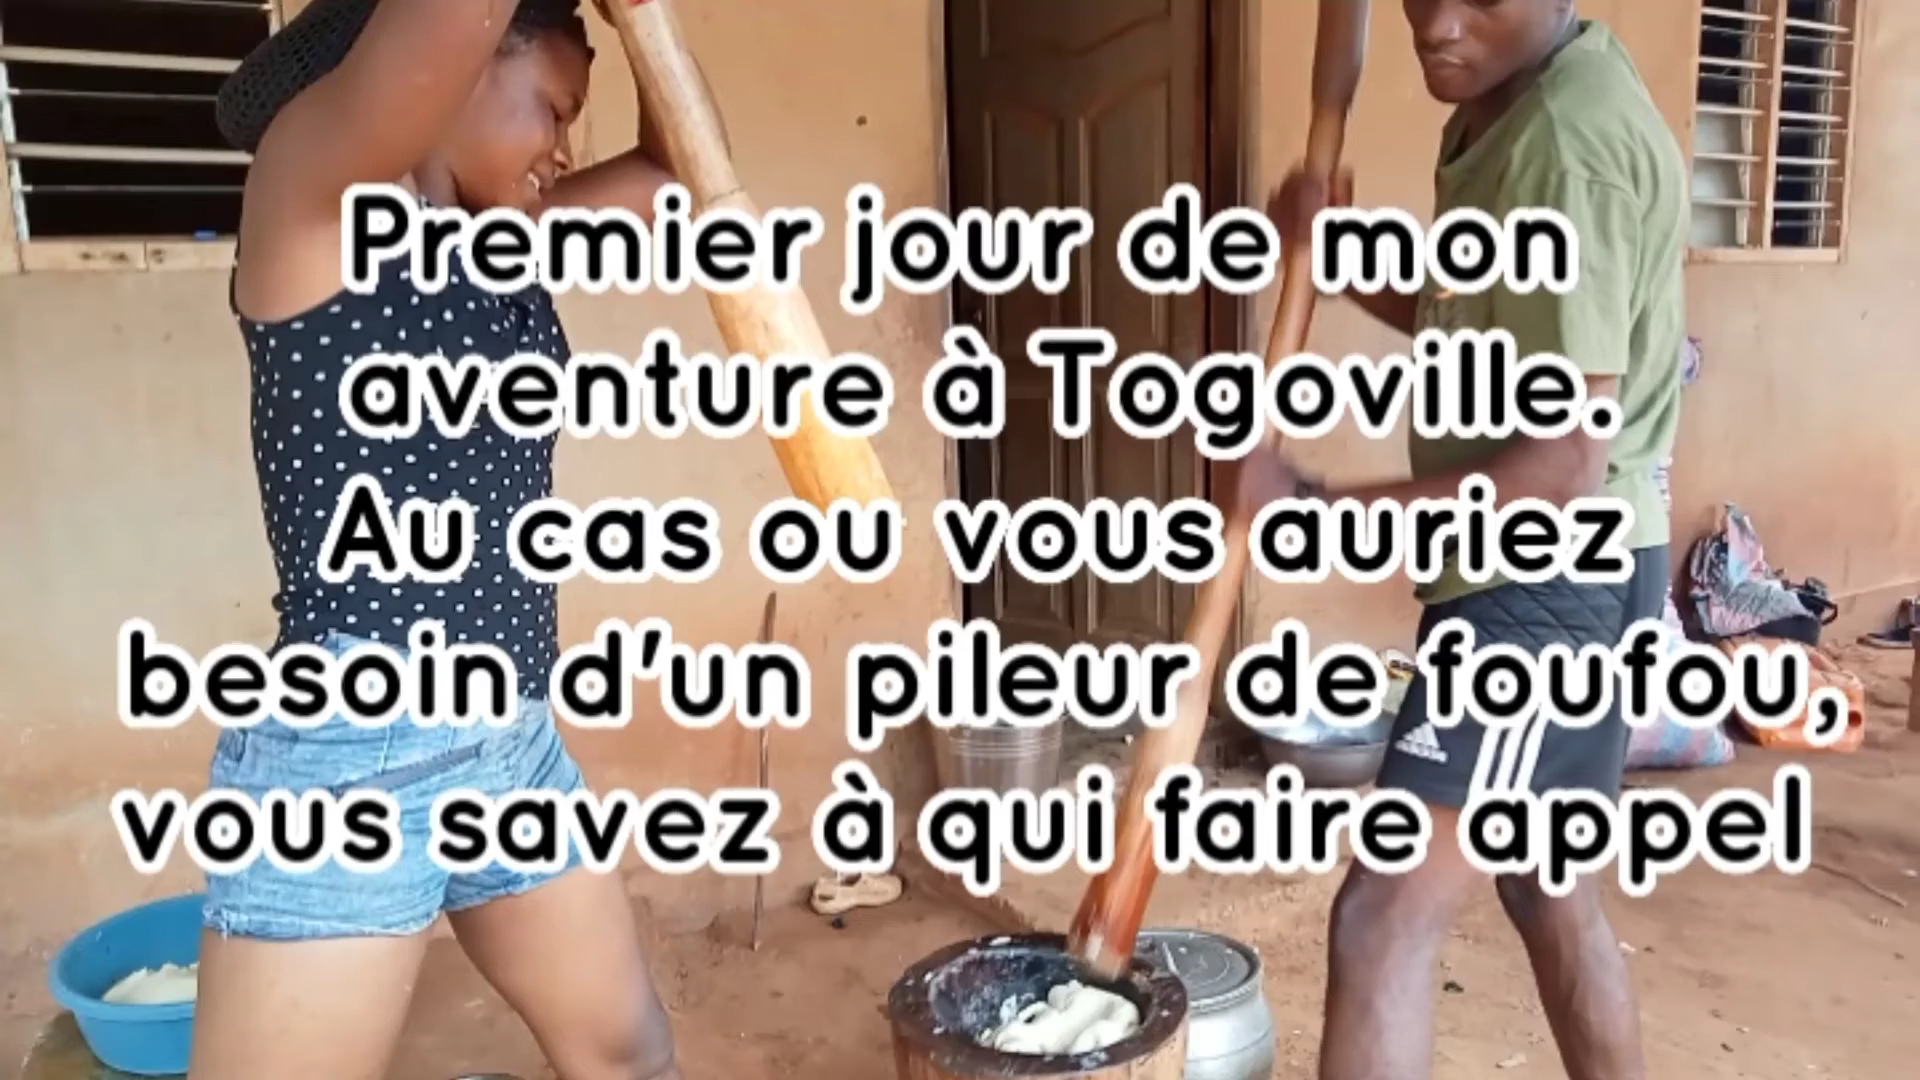 Premier jour de mon
aventure à Togoville.
Au cas ou vous auriez
besoin d'un pileur de foufou,
vous savez à qui faire appel